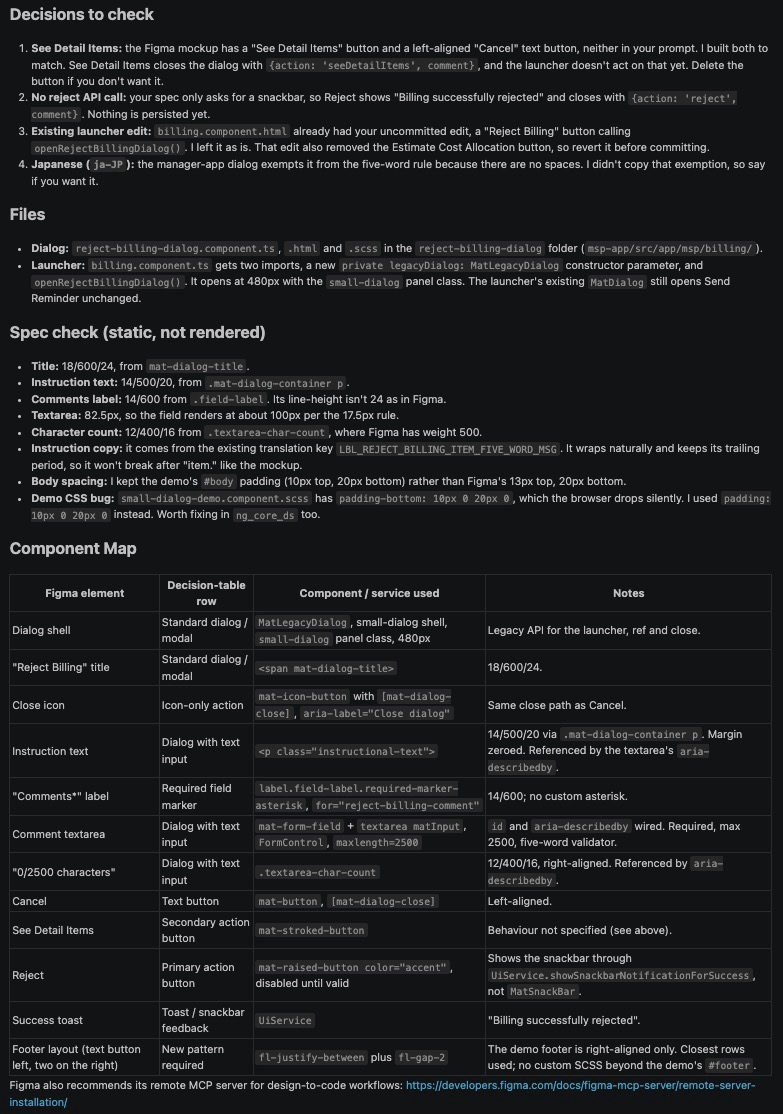 Decisions to check
1. See Detail Items: the Figma mockup has a "See Detail Items" button and a left-aligned "Cancel" text button, neither in your prompt. I built both to
match. See Detail Items closes the dialog with {action: 'seeDetailItems', comment}, and the launcher doesn't act on that yet. Delete
the button if you don't want it.
2. No reject API call: your spec only asks for a snackbar, so Reject shows "Billing successfully rejected" and closes with {action: 'reject',
comment}. Nothing is persisted yet.
3. Existing launcher edit: billing.component.html already had your uncommitted edit, a "Reject Billing" button calling
openRejectBillingDialog(). I left it as is. That edit also removed the Estimate Cost Allocation button, so revert it before committing.
4. Japanese (ja-JP): the manager-app dialog exempts it from the five-word rule because there are no spaces. I didn't copy that exemption, so say
if you want it.
Files
• Dialog: reject-billing-dialog.component.ts, .html and .scss in the reject-billing-dialog folder (msp-app/src/app/msp/billing/).
• Launcher: billing.component.ts gets two imports, a new private legacyDialog: MatLegacyDialog constructor parameter, and
openRejectBillingDialog(). It opens at 480px with the small-dialog panel class. The launcher's existing MatDialog still opens Send
Reminder unchanged.
Spec check (static, not rendered)
• Title: 18/600/24, from mat-dialog-title.
• Instruction text: 14/500/20, from .mat-dialog-container p.
• Comments label: 14/600 from .field-label. Its line-height isn't 24 as in Figma.
• Textarea: 82.5px, so the field renders at about 100px per the 17.5px rule.
• Character count: 12/400/16 from .textarea-char-count, where Figma has weight 500.
• Instruction copy: it comes from the existing translation key LBL_REJECT_BILLING_ITEM_FIVE_WORD_MSG. It wraps naturally and keeps its trailing
period, so it won't break after "item." like the mockup.
• Body spacing: I kept the demo's #body padding (10px top, 20px bottom) rather than Figma's 13px top, 20px bottom.
• Demo CSS bug: small-dialog-demo.component.scss has padding-bottom: 10px 0 20px 0, which the browser drops silently. I used padding:
10px 0 20px 0 instead. Worth fixing in ng_core_ds too.
Component Map
Figma element Decision-table row Component / service used Notes
Dialog shell Standard dialog / modal MatLegacyDialog, small-dialog shell, small-dialog panel class, 480px Legacy API for the launcher, ref and close.
"Reject Billing" title Standard dialog / modal <span mat-dialog-title> 18/600/24.
Close icon Icon-only action mat-icon-button with [mat-dialog-close], aria-label="Close dialog" Same close path as Cancel.
Instruction text Dialog with text input <p class="instructional-text"> 14/500/20 via .mat-dialog-container p. Margin zeroed. Referenced by the textarea's aria-describedby.
"Comments*" label Required field marker label.field-label.required-marker-asterisk, for="reject-billing-comment" 14/600; no custom asterisk.
Comment textarea Dialog with text input mat-form-field + textarea matInput, FormControl, maxlength=2500 id and aria-describedby wired. Required, max 2500, five-word validator.
"0/2500 characters" Dialog with text input .textarea-char-count 12/400/16, right-aligned. Referenced by aria-describedby.
Cancel Text button mat-button, [mat-dialog-close] Left-aligned.
See Detail Items Secondary action button mat-stroked-button Behaviour not specified (see above).
Reject Primary action button mat-raised-button color="accent", disabled until valid Shows the snackbar through UiService.showSnackbarNotificationForSuccess, not MatSnackBar.
Success toast Toast / snackbar feedback UiService "Billing successfully rejected".
Footer layout (text button left, two on the right) New pattern required fl-justify-between plus fl-gap-2 The demo footer is right-aligned only. Closest rows used; no custom SCSS beyond the demo's #footer.
Figma also recommends its remote MCP server for design-to-code workflows: https://developers.figma.com/docs/figma-mcp-server/remote-server-
installation/